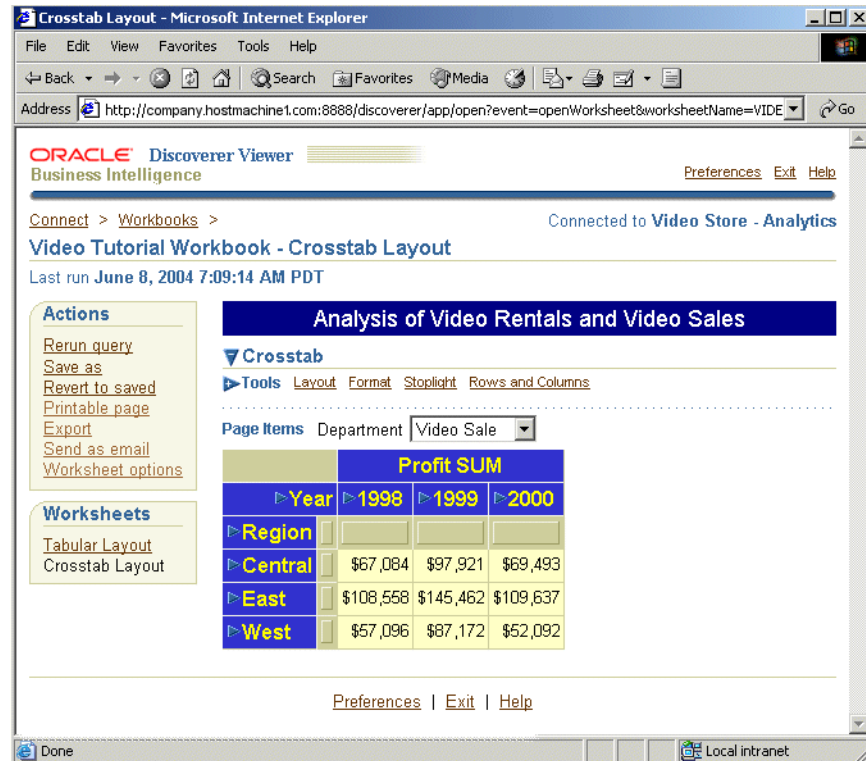 Crosstab Layout - Microsoft Internet Explorer
File Edit View Favorites Tools Help
Back Search Favorites Media
Address http://company.hostmachine1.com:8888/discoverer/app/open?event=openWorksheet&worksheetName=VIDE Go
ORACLE Discoverer Viewer
Business Intelligence
Preferences Exit Help
Connect > Workbooks > Connected to Video Store - Analytics
Video Tutorial Workbook - Crosstab Layout
Last run June 8, 2004 7:09:14 AM PDT
Actions
Rerun query
Save as
Revert to saved
Printable page
Export
Send as email
Worksheet options
Worksheets
Tabular Layout
Crosstab Layout
Analysis of Video Rentals and Video Sales
Crosstab
Tools Layout Format Stoplight Rows and Columns
Page Items Department Video Sale
Profit SUM
Year 1998 1999 2000
Region
Central $67,084 $97,921 $69,493
East $108,558 $145,462 $109,637
West $57,096 $87,172 $52,092
Preferences | Exit | Help
Done Local intranet